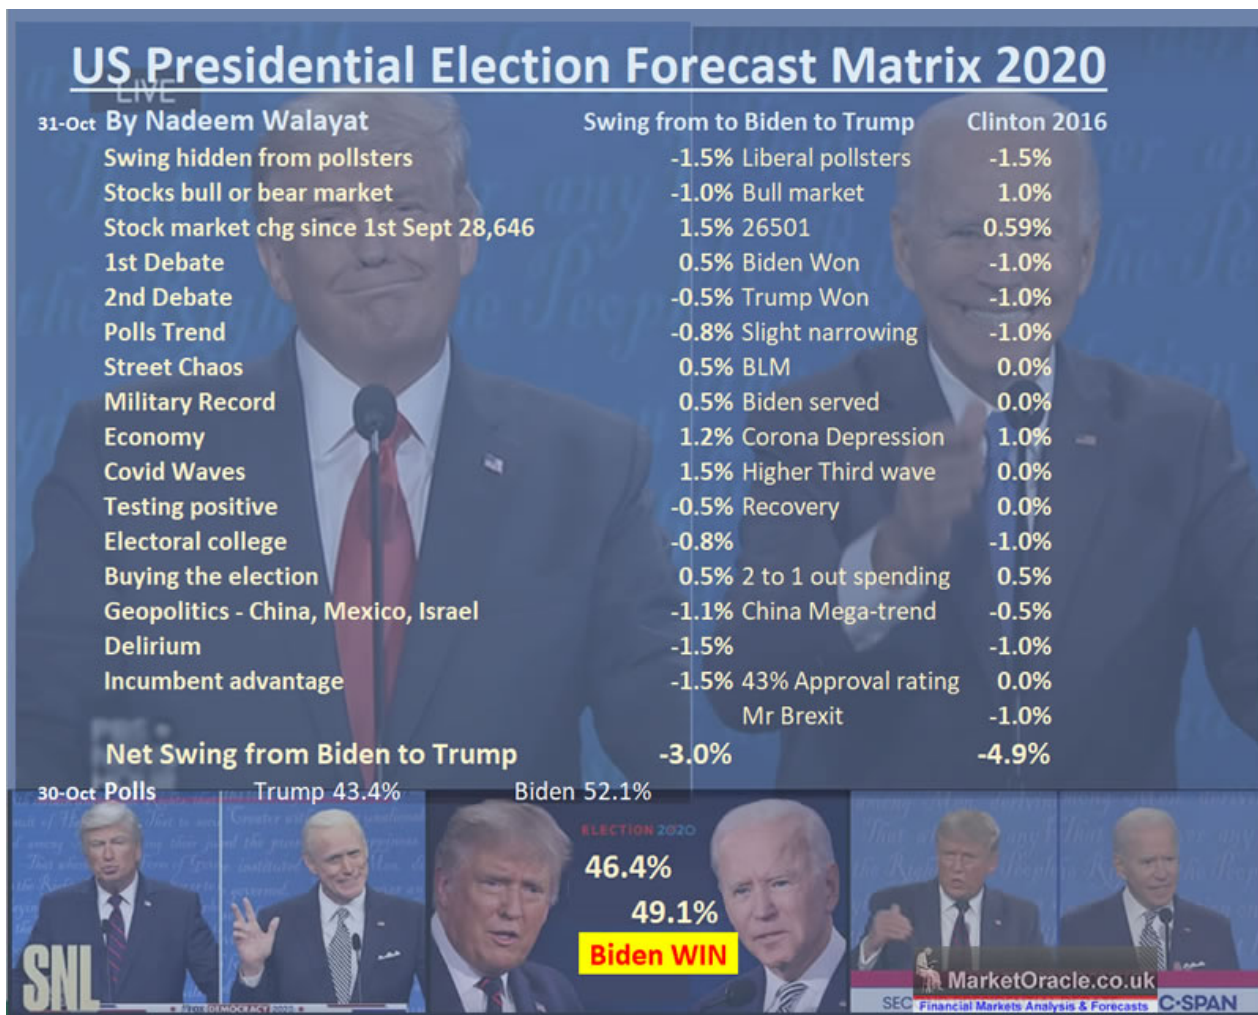 US Presidential Election Forecast Matrix 2020
LIVE
31-Oct By Nadeem Walayat Swing from to Biden to Trump Clinton 2016
Swing hidden from pollsters -1.5% Liberal pollsters -1.5%
Stocks bull or bear market -1.0% Bull market 1.0%
Stock market chg since 1st Sept 28,646 1.5% 26501 0.59%
1st Debate 0.5% Biden Won -1.0%
2nd Debate -0.5% Trump Won -1.0%
Polls Trend -0.8% Slight narrowing -1.0%
Street Chaos 0.5% BLM 0.0%
Military Record 0.5% Biden served 0.0%
Economy 1.2% Corona Depression 1.0%
Covid Waves 1.5% Higher Third wave 0.0%
Testing positive -0.5% Recovery 0.0%
Electoral college -0.8% -1.0%
Buying the election 0.5% 2 to 1 out spending 0.5%
Geopolitics - China, Mexico, Israel -1.1% China Mega-trend -0.5%
Delirium -1.5% -1.0%
Incumbent advantage -1.5% 43% Approval rating 0.0%
Mr Brexit -1.0%
Net Swing from Biden to Trump -3.0% -4.9%
30-Oct Polls Trump 43.4% Biden 52.1%
ELECTION 2020
46.4%
49.1%
Biden WIN
SNL
DEMOCRACY 2020
MarketOracle.co.uk
Financial Markets Analysis & Forecasts
SEC
C-SPAN